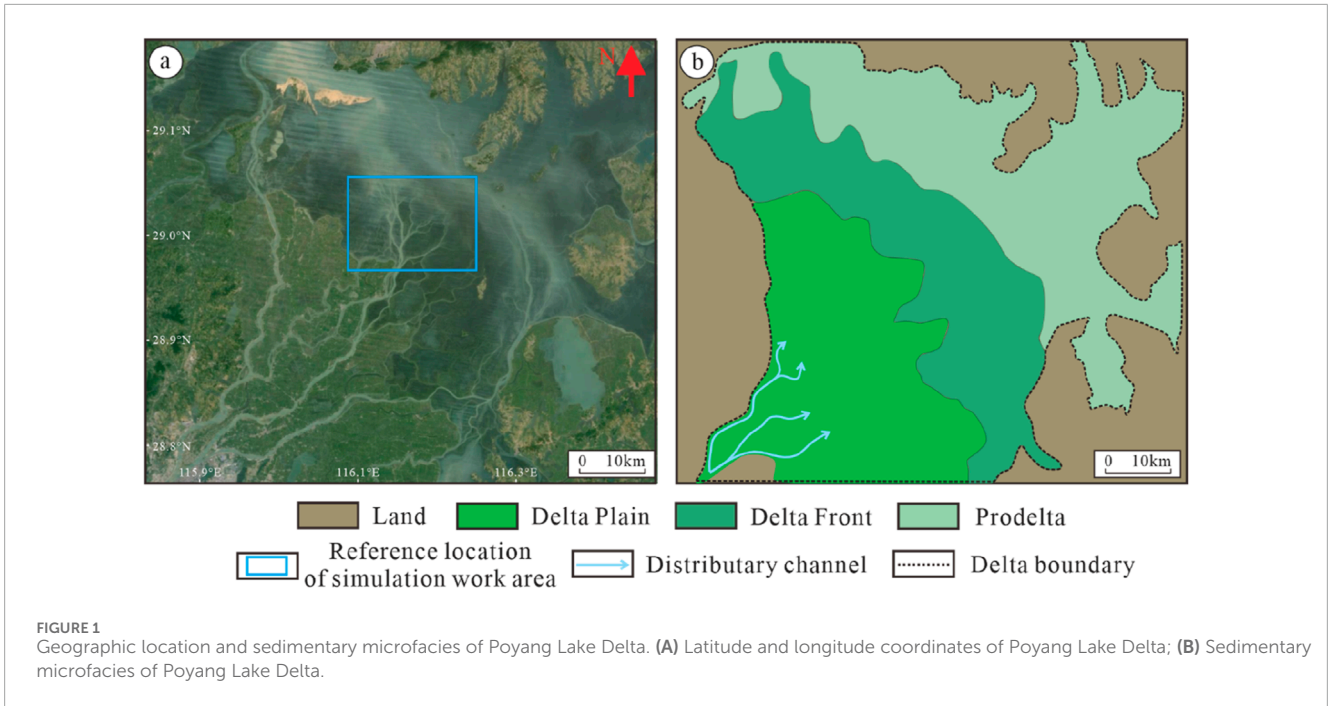 a
N
29.1°N
29.0°N
28.9°N
28.8°N
115.9°E
116.1°E
116.3°E
0 10km
b
0 10km
Land
Delta Plain
Delta Front
Prodelta
Reference location
of simulation work area
Distributary channel
Delta boundary
FIGURE 1
Geographic location and sedimentary microfacies of Poyang Lake Delta. (A) Latitude and longitude coordinates of Poyang Lake Delta; (B) Sedimentary
microfacies of Poyang Lake Delta.